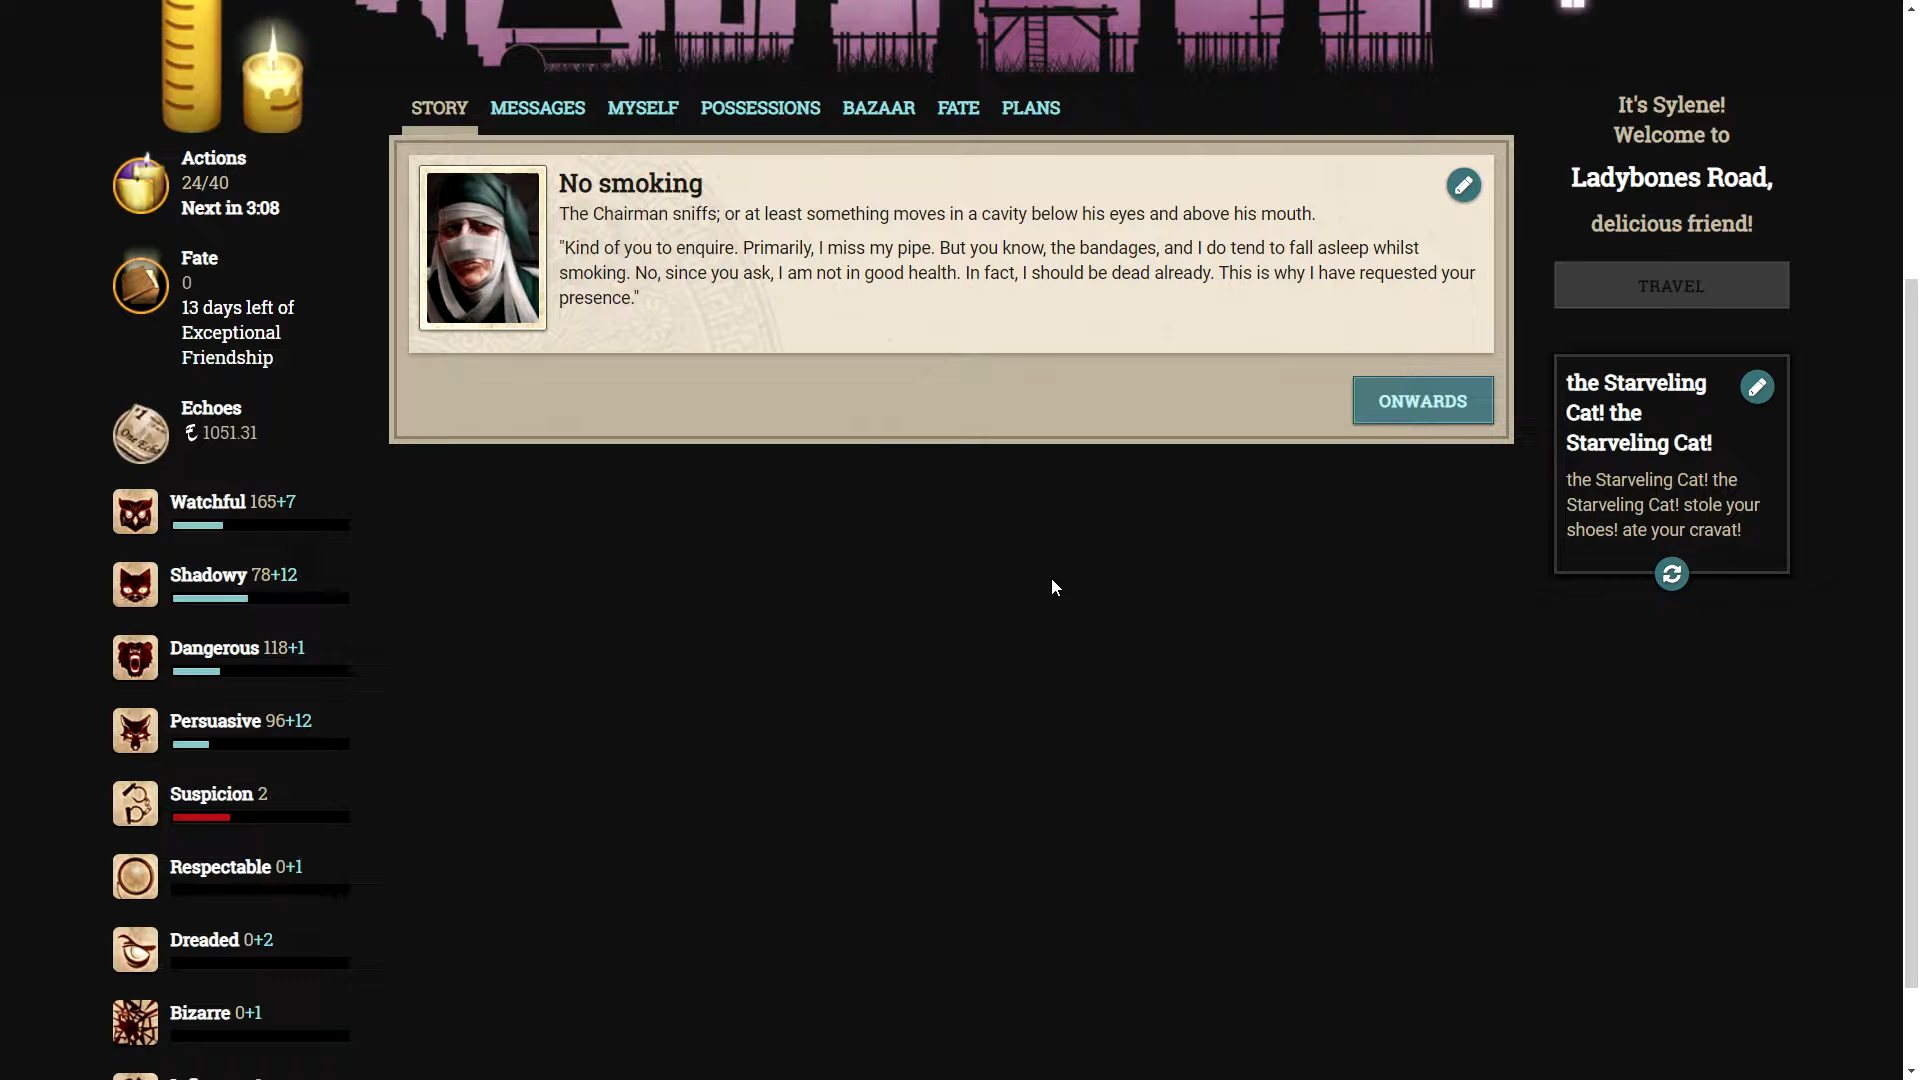 STORY MESSAGES MYSELF POSSESSIONS BAZAAR FATE PLANS
Actions
24/40
Next in 3:08
Fate
0
13 days left of
Exceptional
Friendship
Echoes
1051.31
Watchful 165+7
Shadowy 78+12
Dangerous 118+1
Persuasive 96+12
Suspicion 2
Respectable 0+1
Dreaded 0+2
Bizarre 0+1
No smoking
The Chairman sniffs; or at least something moves in a cavity below his eyes and above his mouth.
"Kind of you to enquire. Primarily, I miss my pipe. But you know, the bandages, and I do tend to fall asleep whilst
smoking. No, since you ask, I am not in good health. In fact, I should be dead already. This is why I have requested your
presence."
ONWARDS
It's Sylene!
Welcome to
Ladybones Road,
delicious friend!
TRAVEL
the Starveling
Cat! the
Starveling Cat!
the Starveling Cat! the
Starveling Cat! stole your
shoes! ate your cravat!